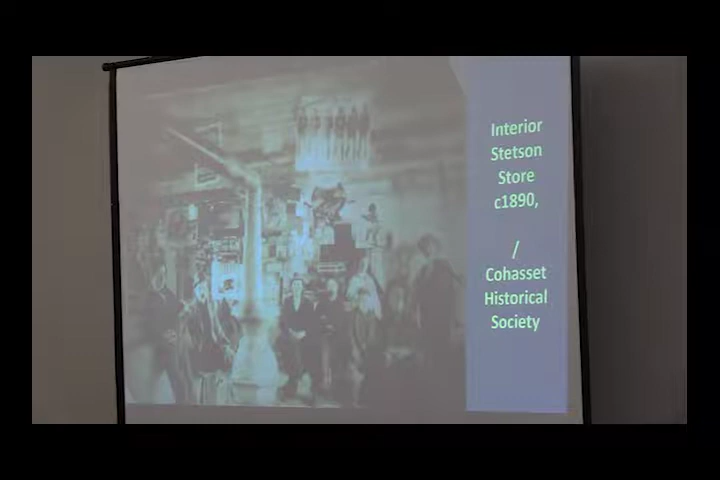 Interior
Stetson
Store
c1890,
/
Cohasset
Historical
Society